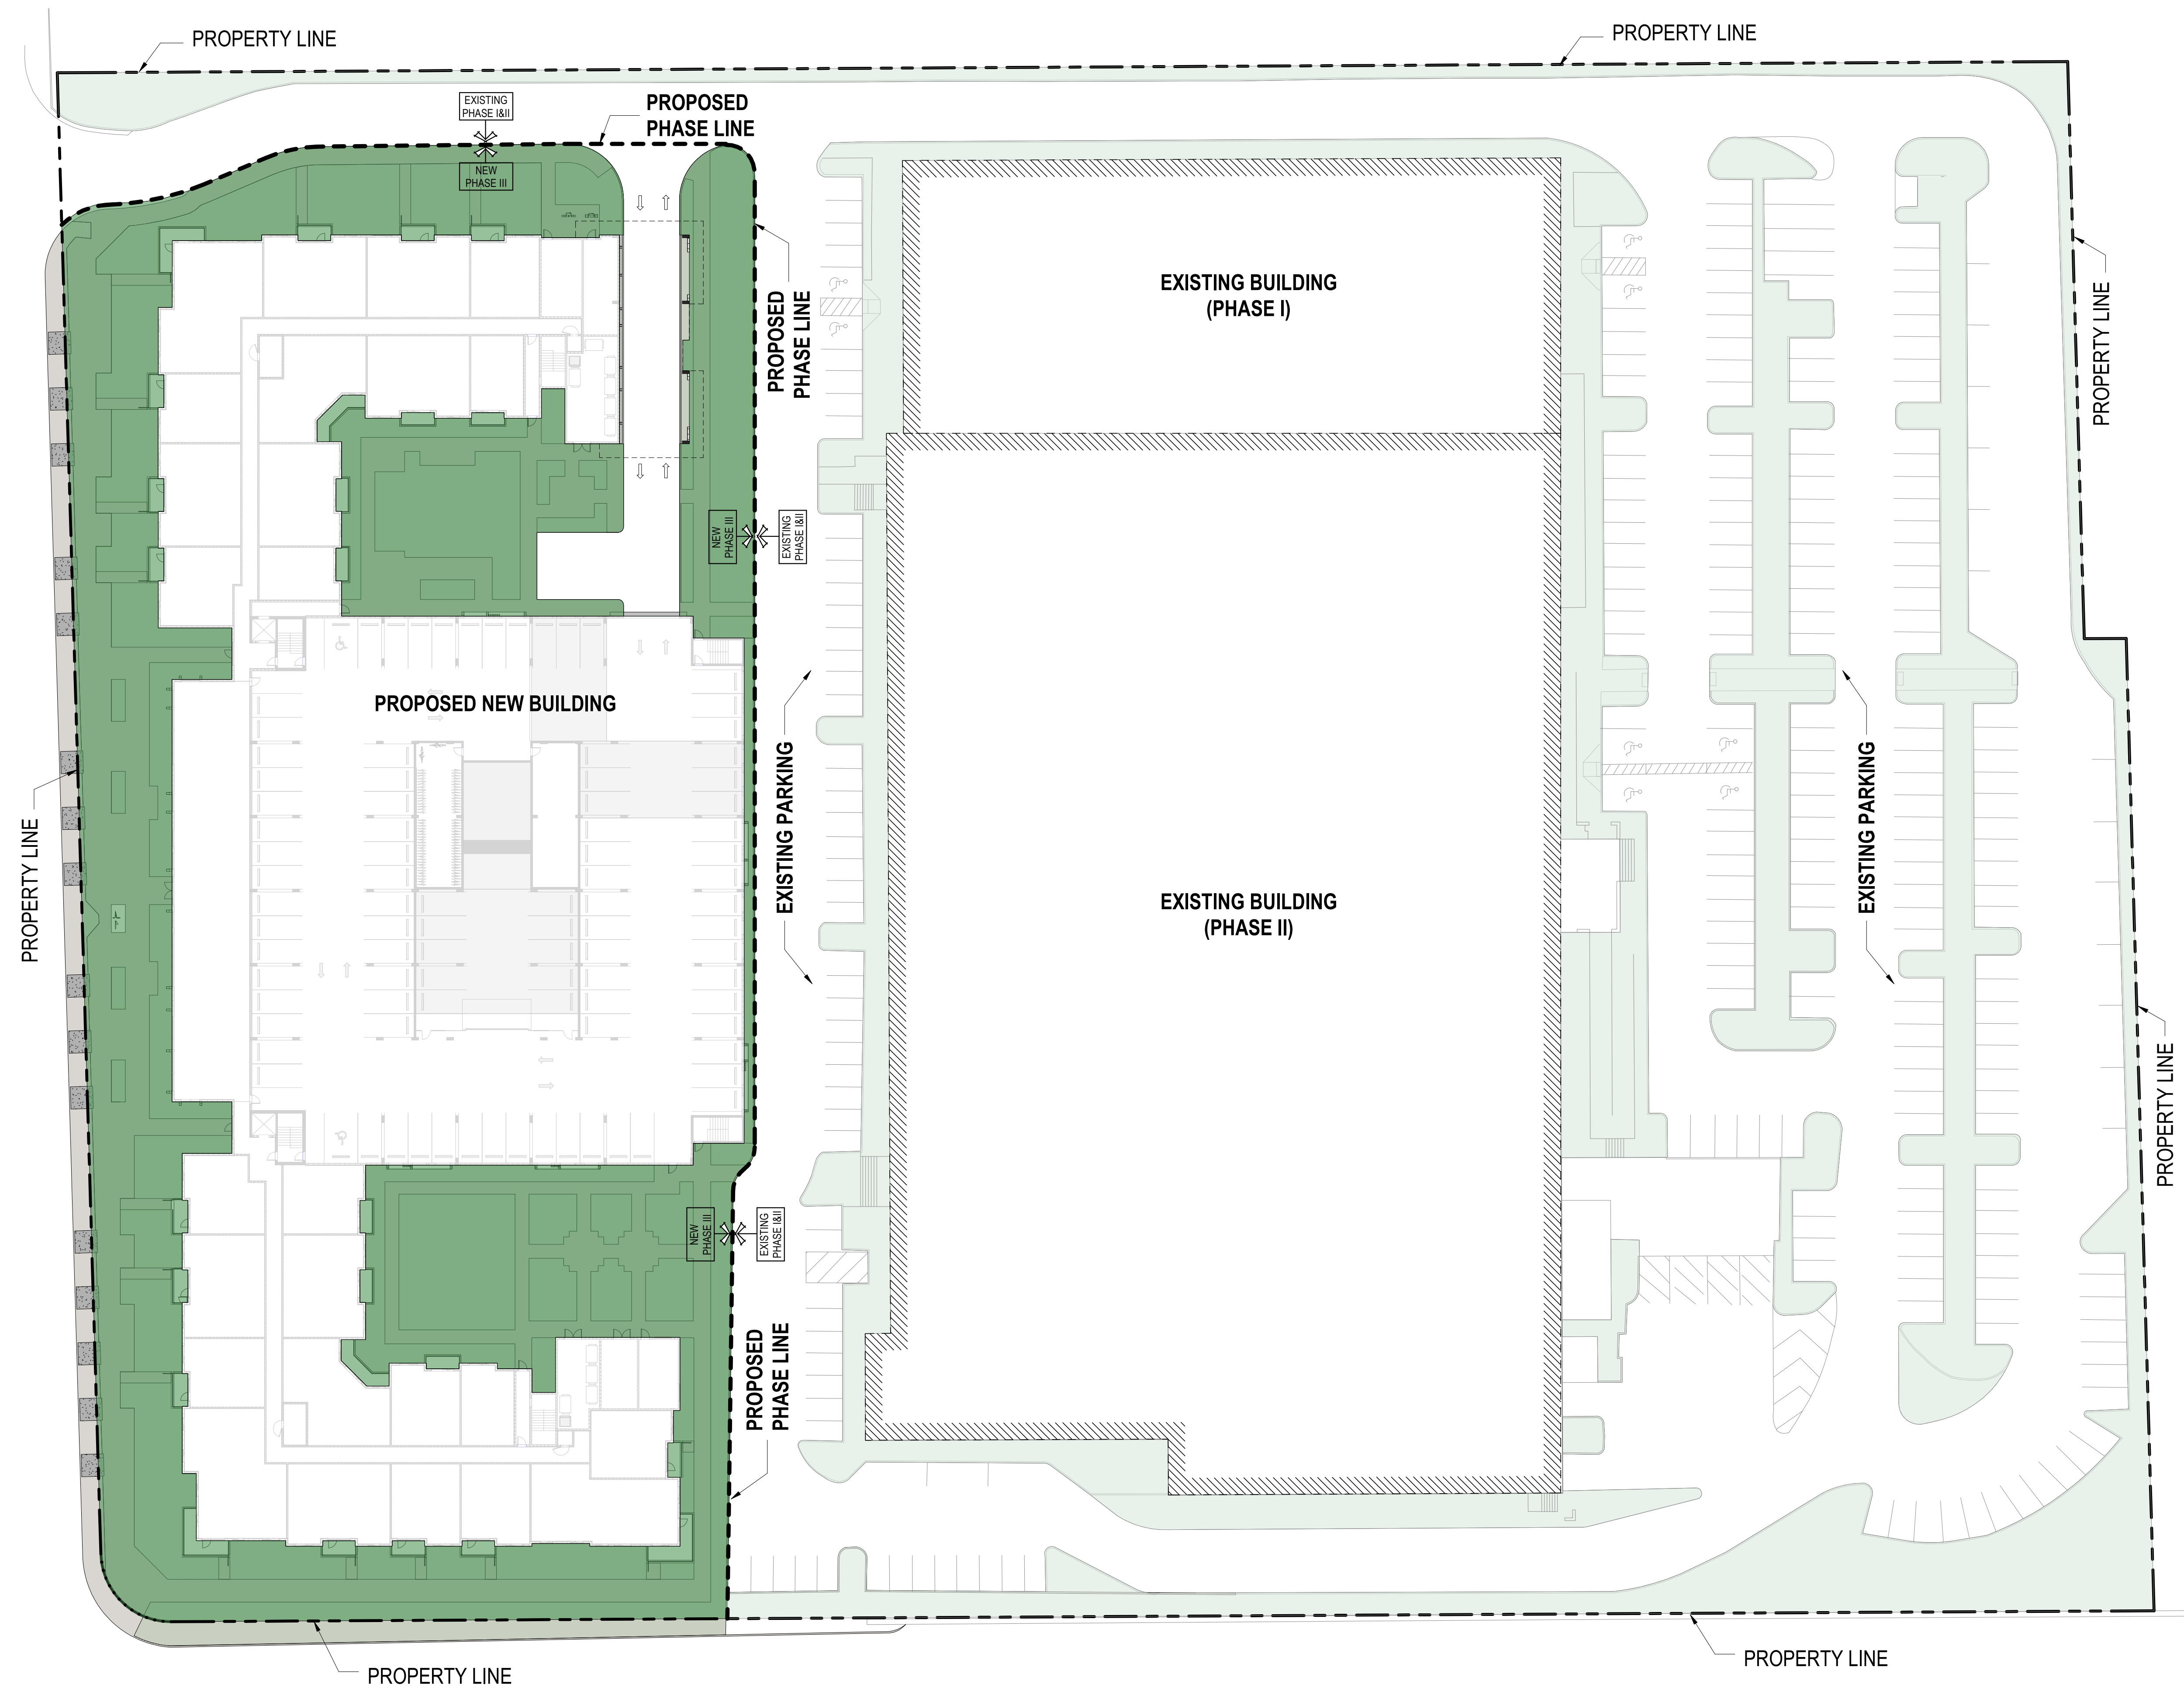 PROPERTY LINE
PROPERTY LINE
EXISTING
PHASE I&II
PROPOSED
PHASE LINE
NEW
PHASE III
PROPOSED
PHASE LINE
EXISTING BUILDING
(PHASE I)
PROPERTY LINE
NEW
PHASE III
EXISTING
PHASE I&II
PROPOSED NEW BUILDING
EXISTING PARKING
EXISTING PARKING
PROPERTY LINE
EXISTING BUILDING
(PHASE II)
PROPERTY LINE
NEW
PHASE III
EXISTING
PHASE I&II
PROPOSED
PHASE LINE
PROPERTY LINE
PROPERTY LINE